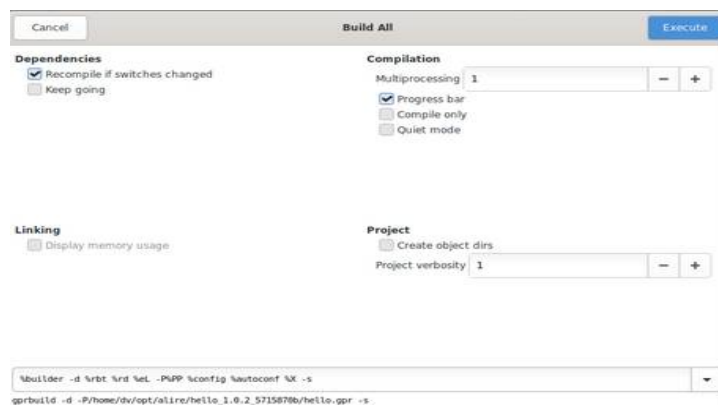 Cancel
Build All
Execute
Dependencies
Recompile if switches changed
Keep going
Compilation
Multiprocessing 1
Progress bar
Compile only
Quiet mode
Linking
Display memory usage
Project
Create object dirs
Project verbosity 1
%builder -d %rbt %rd %eL -P%PP %config %autoconf %X -s
gprbuild -d -P/home/dv/opt/alire/hello_1.0.2_5715870b/hello.gpr -s